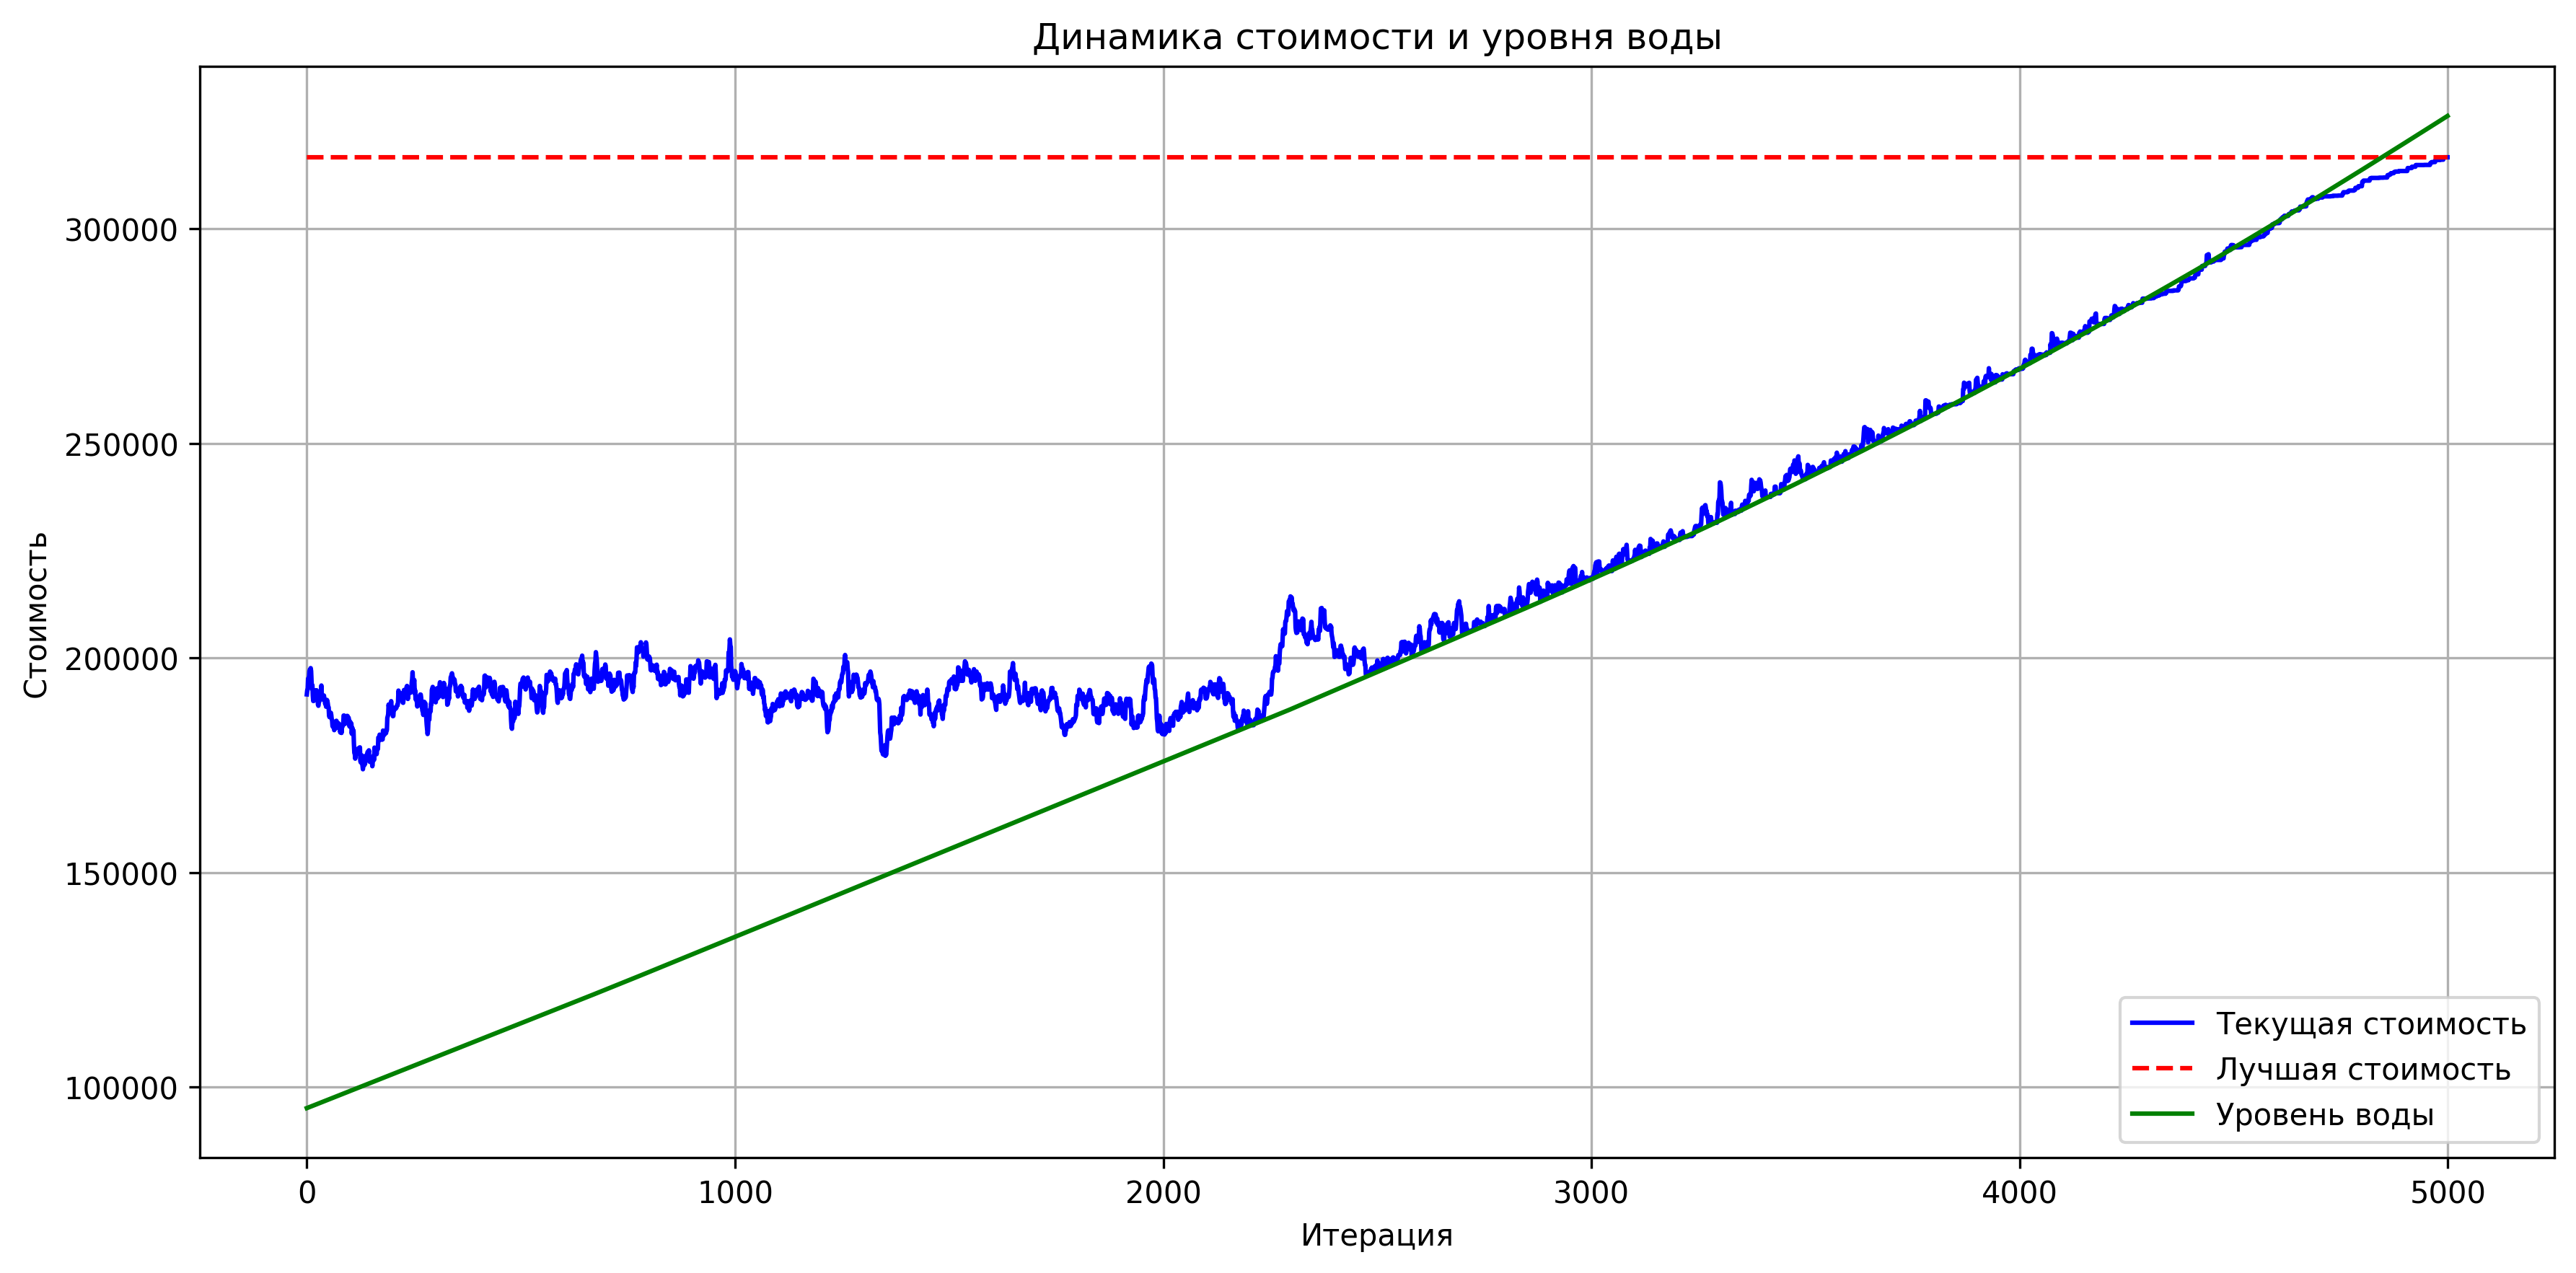 Динамика стоимости и уровня воды
Стоимость
300000
250000
200000
150000
100000
0
1000
2000
3000
4000
5000
Итерация
Текущая стоимость
Лучшая стоимость
Уровень воды